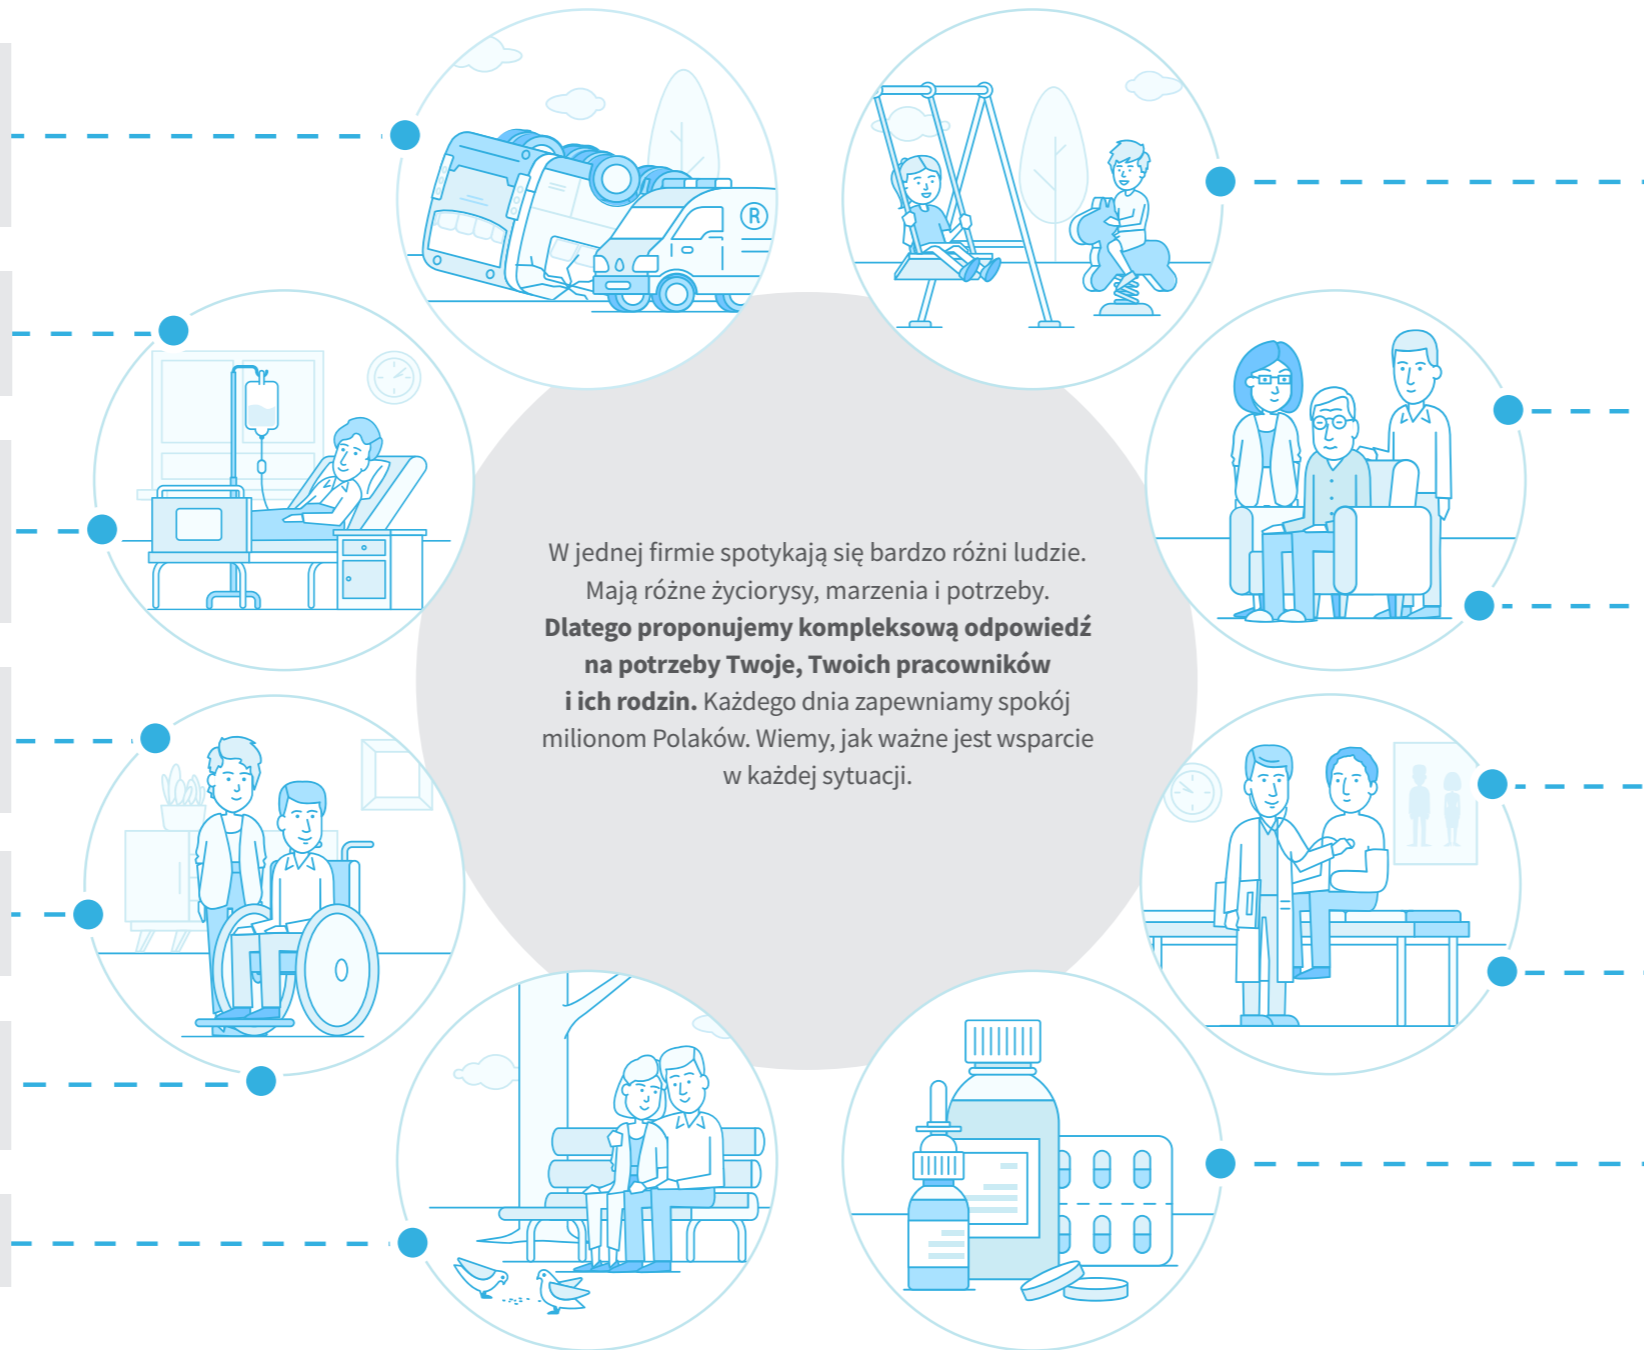 R
W jednej firmie spotykają się bardzo różni ludzie.
Mają różne życiorysy, marzenia i potrzeby.
Dlatego proponujemy kompleksową odpowiedź
na potrzeby Twoje, Twoich pracowników
i ich rodzin. Każdego dnia zapewniamy spokój
milionom Polaków. Wiemy, jak ważne jest wsparcie
w każdej sytuacji.